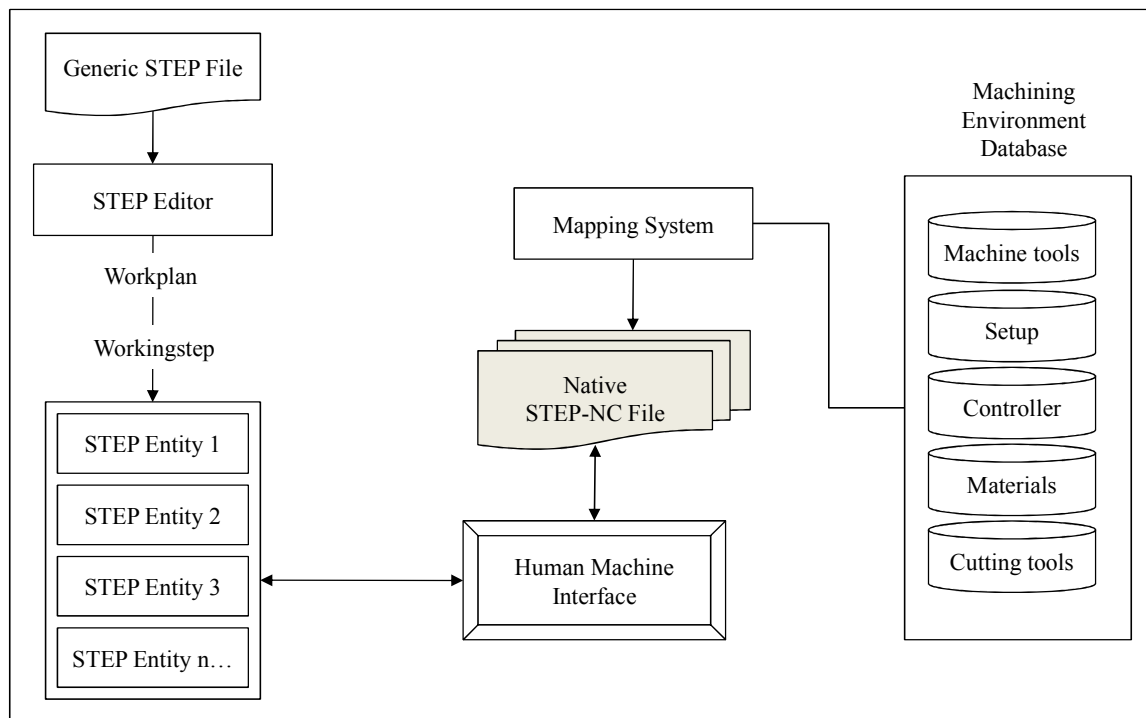 Generic STEP File
STEP Editor
Workplan
Workingstep
STEP Entity 1
STEP Entity 2
STEP Entity 3
STEP Entity n…
Mapping System
Native
STEP-NC File
Human Machine
Interface
Machining
Environment
Database
Machine tools
Setup
Controller
Materials
Cutting tools